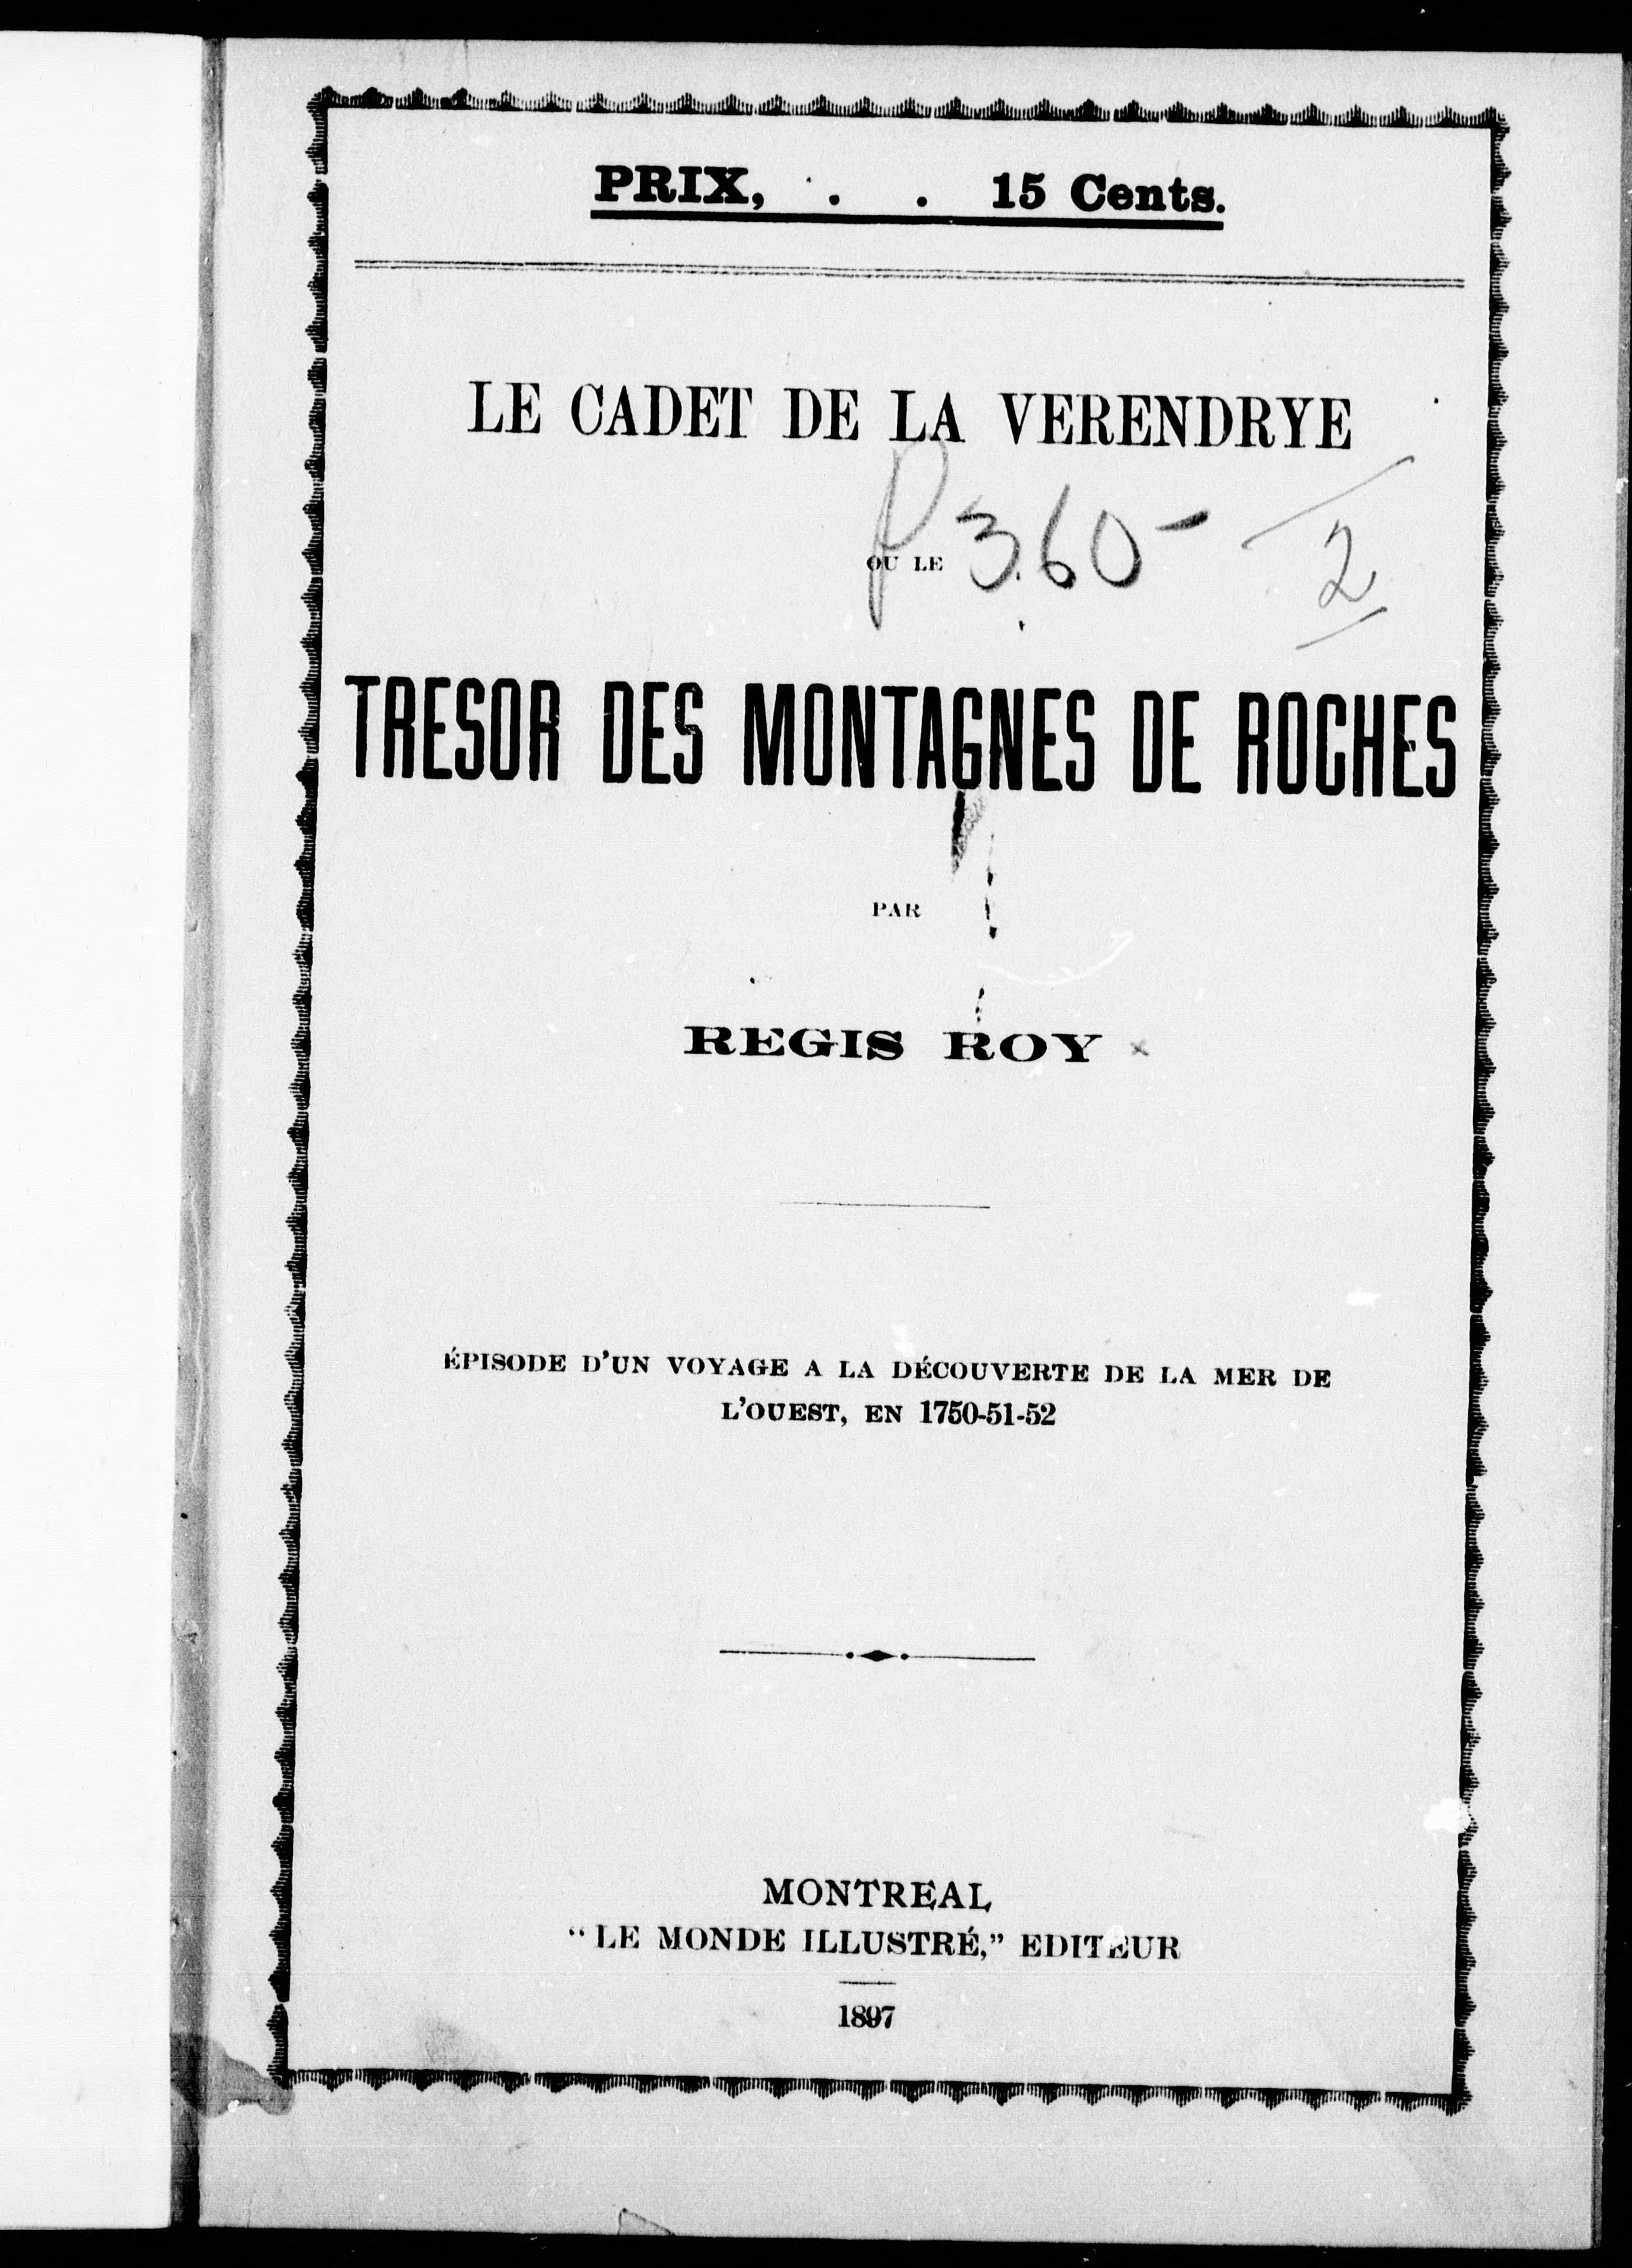 PRIX, . . 15 Cents.
LE CADET DE LA VERENDRYE
P 360 -
2
OU LE
TRESOR DES MONTAGNES DE ROCHES
PAR
REGIS ROY
ÉPISODE D'UN VOYAGE A LA DÉCOUVERTE DE LA MER DE
L'OUEST, EN 1750-51-52
MONTREAL
“LE MONDE ILLUSTRÉ,” EDITEUR
1897